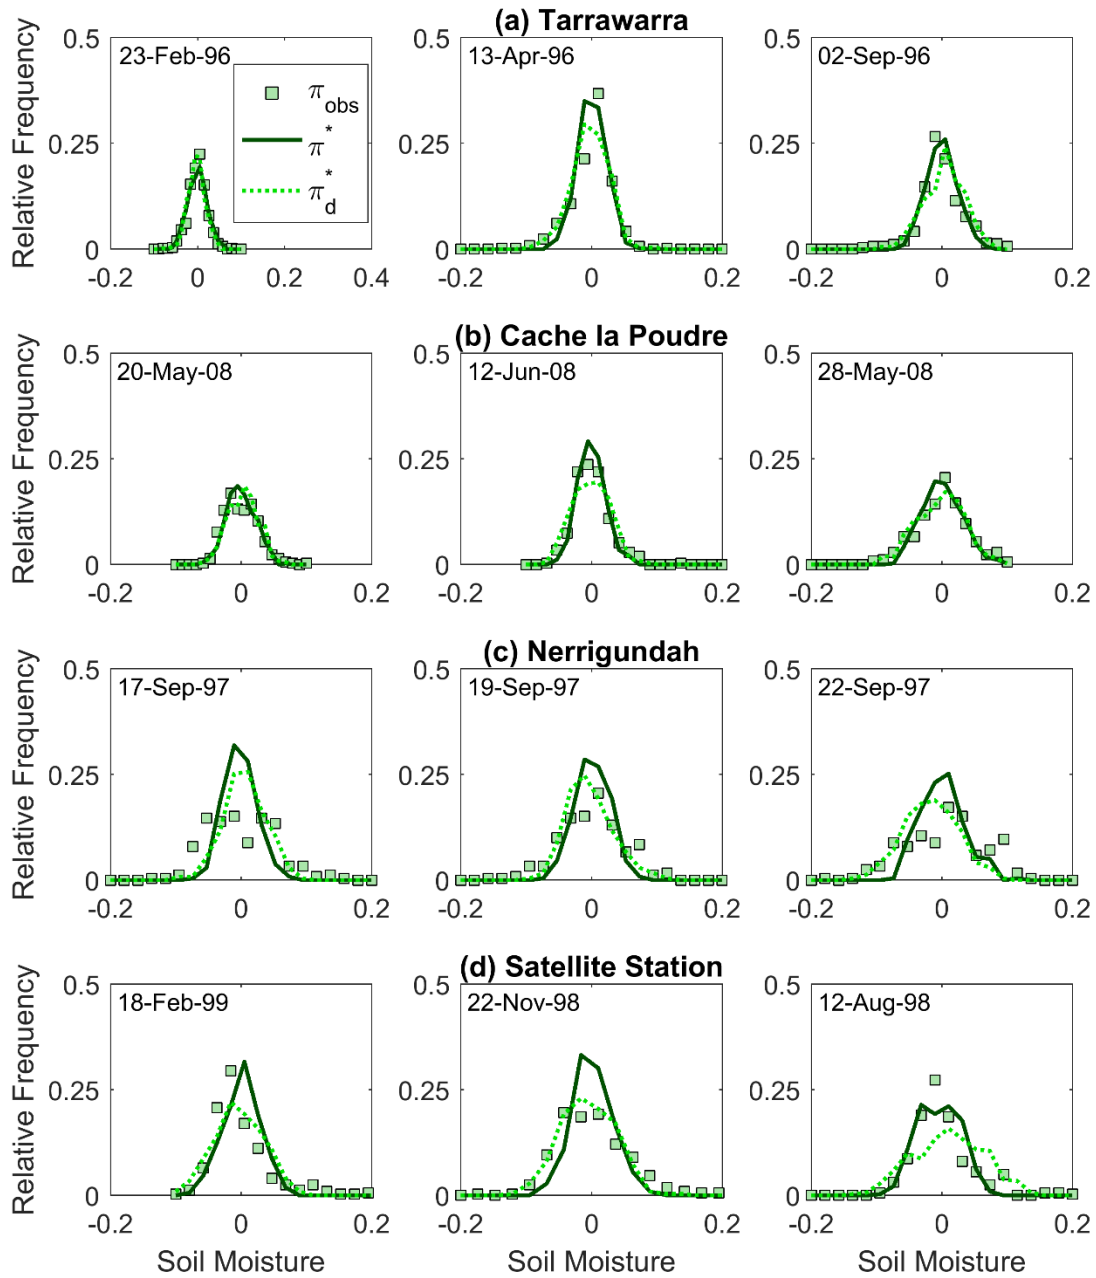 (a) Tarrawarra
Relative Frequency
0.5
0.25
0
23-Feb-96
π obs
π *
π d *
-0.2
0
0.2
0.4
0.5
0.25
0
13-Apr-96
-0.2
0
0.2
0.5
0.25
0
02-Sep-96
-0.2
0
0.2
(b) Cache la Poudre
Relative Frequency
0.5
0.25
0
20-May-08
-0.2
0
0.2
0.5
0.25
0
12-Jun-08
-0.2
0
0.2
0.5
0.25
0
28-May-08
-0.2
0
0.2
(c) Nerrigundah
Relative Frequency
0.5
0.25
0
17-Sep-97
-0.2
0
0.2
0.5
0.25
0
19-Sep-97
-0.2
0
0.2
0.5
0.25
0
22-Sep-97
-0.2
0
0.2
(d) Satellite Station
Relative Frequency
0.5
0.25
0
18-Feb-99
-0.2
0
0.2
Soil Moisture
0.5
0.25
0
22-Nov-98
-0.2
0
0.2
Soil Moisture
0.5
0.25
0
12-Aug-98
-0.2
0
0.2
Soil Moisture